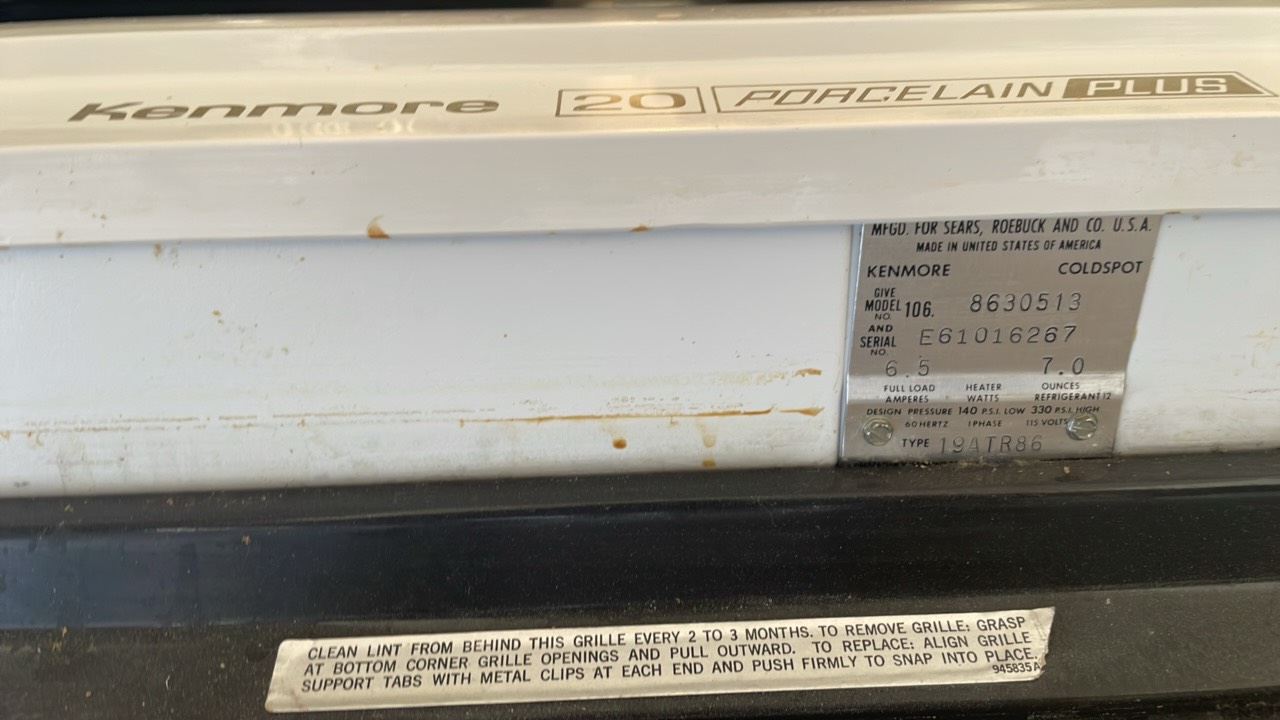 Kenmore 20 PORCELAIN PLUS
MFGD. FOR SEARS, ROEBUCK AND CO. U.S.A.
MADE IN UNITED STATES OF AMERICA
KENMORE COLDSPOT
GIVE
MODEL 106. 8630513
NO.
AND
SERIAL E61016267
NO.
6.5 7.0
FULL LOAD HEATER OUNCES
AMPERES WATTS REFRIGERANT 12
DESIGN PRESSURE 140 P.S.I. LOW 330 P.S.I. HIGH
60 HERTZ 1 PHASE 115 VOLTS
TYPE 19ATR86
CLEAN LINT FROM BEHIND THIS GRILLE EVERY 2 TO 3 MONTHS. TO REMOVE GRILLE: GRASP
AT BOTTOM CORNER GRILLE OPENINGS AND PULL OUTWARD. TO REPLACE: ALIGN GRILLE
SUPPORT TABS WITH METAL CLIPS AT EACH END AND PUSH FIRMLY TO SNAP INTO PLACE.
945835A